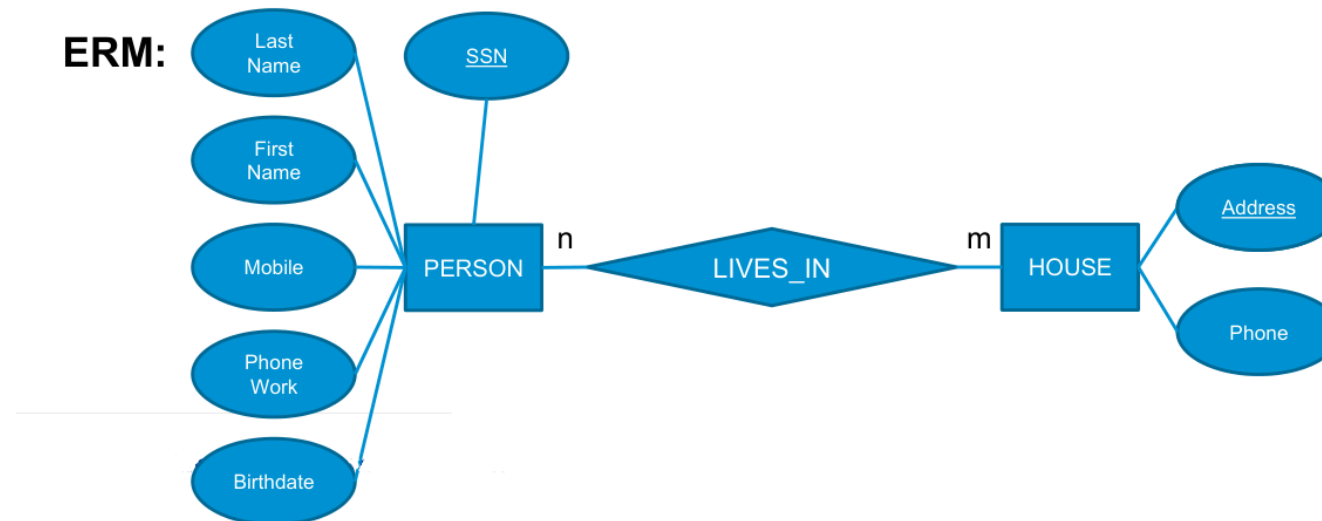 ERM:
Last
Name
SSN
First
Name
Mobile
PERSON
n
LIVES_IN
m
HOUSE
Address
Phone
Phone
Work
Birthdate